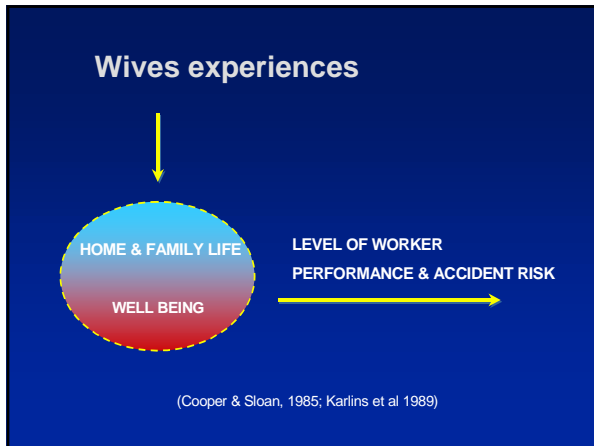 Wives experiences
HOME & FAMILY LIFE
WELL BEING
LEVEL OF WORKER
PERFORMANCE & ACCIDENT RISK
(Cooper & Sloan, 1985; Karlins et al 1989)